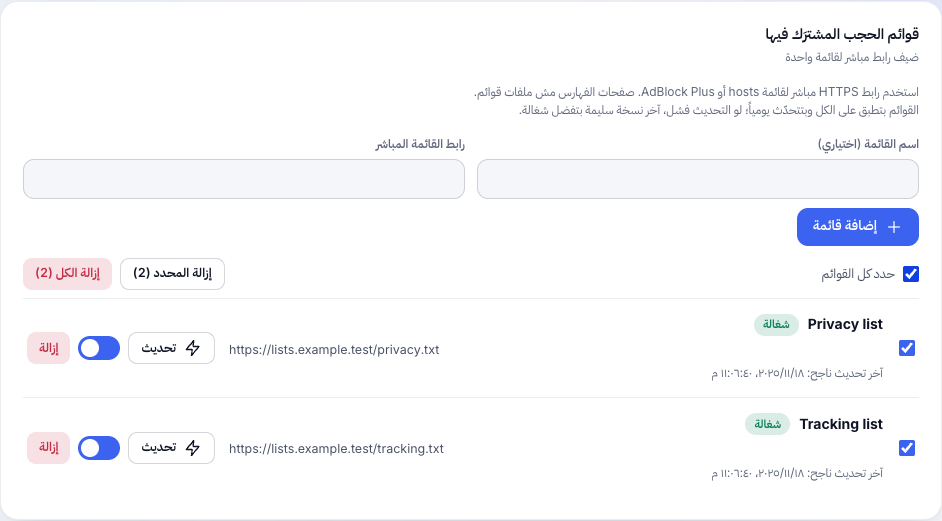 قوائم الحجب المشترَك فيها
ضيف رابط مباشر لقائمة واحدة
استخدم رابط HTTPS مباشر لقائمة hosts أو AdBlock Plus. صفحات الفهارس مش ملفات قوائم.
القوائم بتطبق على الكل وبتتحدّث يومياً؛ لو التحديث فشل، آخر نسخة سليمة بتفضل شغالة.
اسم القائمة (اختياري)
رابط القائمة المباشر
إضافة قائمة
حدد كل القوائم
إزالة المحدد (2)
إزالة الكل (2)
Privacy list شغالة
آخر تحديث ناجح: ٢٠٢٥/١١/١٨، ١١:٠٦:٤٠ م
https://lists.example.test/privacy.txt
تحديث
إزالة
Tracking list شغالة
آخر تحديث ناجح: ٢٠٢٥/١١/١٨، ١١:٠٦:٤٠ م
https://lists.example.test/tracking.txt
تحديث
إزالة